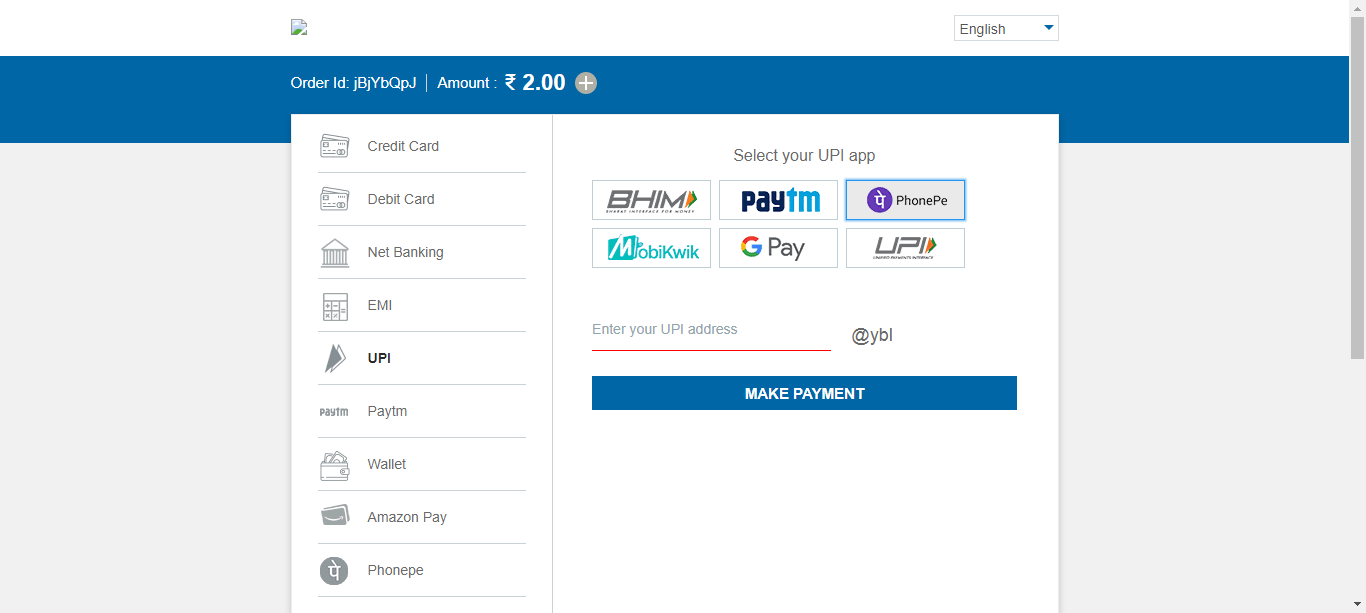 English
Order Id: jBjYbQpJ | Amount : ₹ 2.00
Credit Card
Debit Card
Net Banking
EMI
UPI
paytm Paytm
Wallet
Amazon Pay
पे Phonepe
Select your UPI app
BHIM paytm पे PhonePe
BHARAT INTERFACE FOR MONEY
MobiKwik G Pay UPI
UNIFIED PAYMENTS INTERFACE
Enter your UPI address @ybl
MAKE PAYMENT